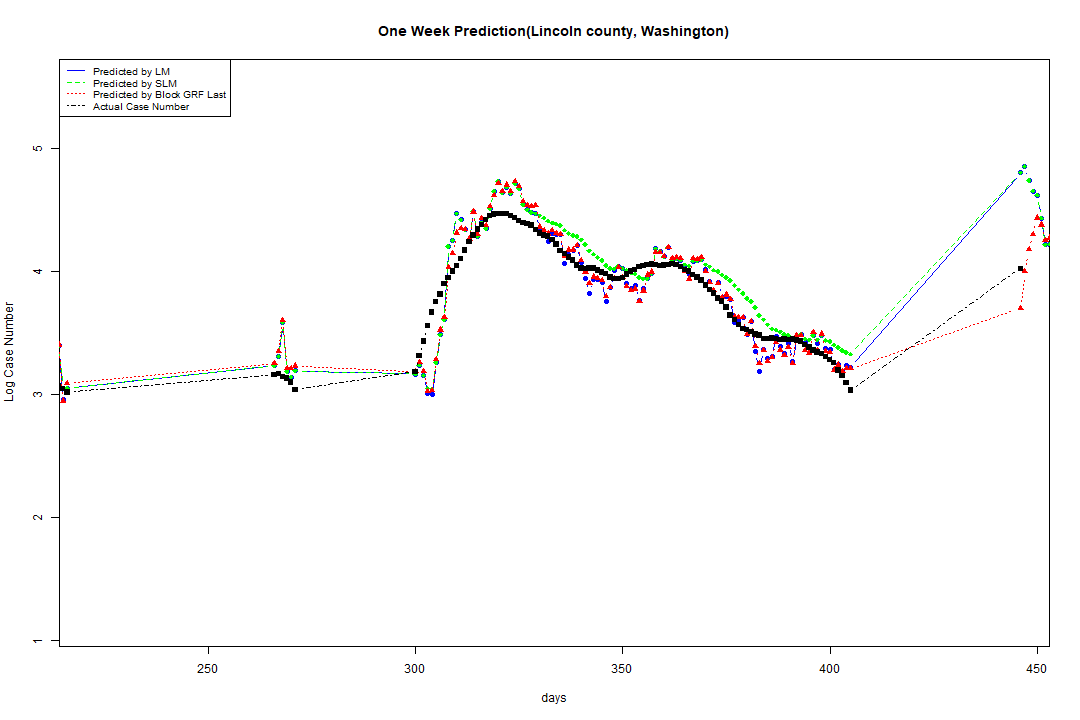 One Week Prediction(Lincoln county, Washington)
Predicted by LM
Predicted by SLM
Predicted by Block GRF Last
Actual Case Number
Log Case Number
5
4
3
2
1
250
300
350
400
450
days